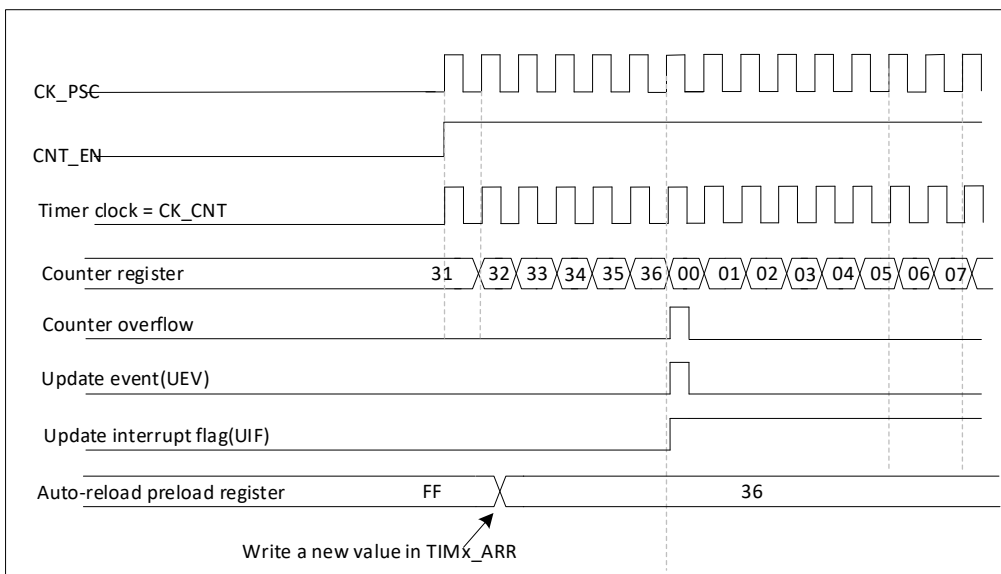 CK_PSC
CNT_EN
Timer clock = CK_CNT
Counter register 31 32 33 34 35 36 00 01 02 03 04 05 06 07
Counter overflow
Update event(UEV)
Update interrupt flag(UIF)
Auto-reload preload register FF 36
Write a new value in TIMx_ARR